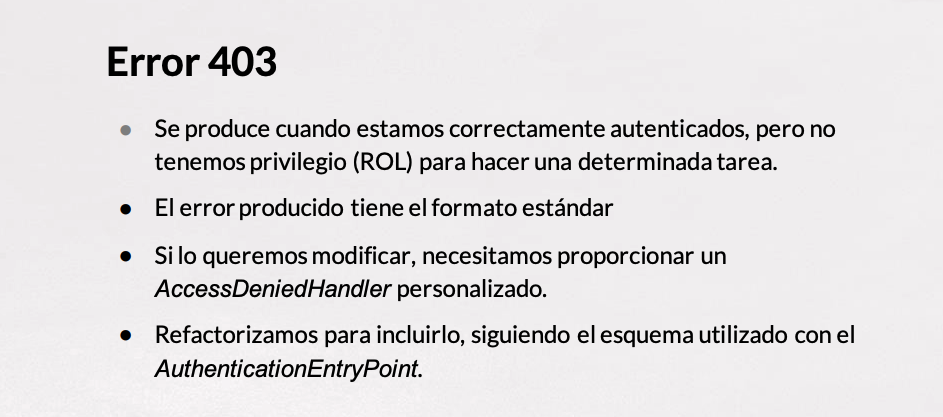 Error 403
● Se produce cuando estamos correctamente autenticados, pero no
tenemos privilegio (ROL) para hacer una determinada tarea.
● El error producido tiene el formato estándar
● Si lo queremos modificar, necesitamos proporcionar un
AccessDeniedHandler personalizado.
● Refactorizamos para incluirlo, siguiendo el esquema utilizado con el
AuthenticationEntryPoint.